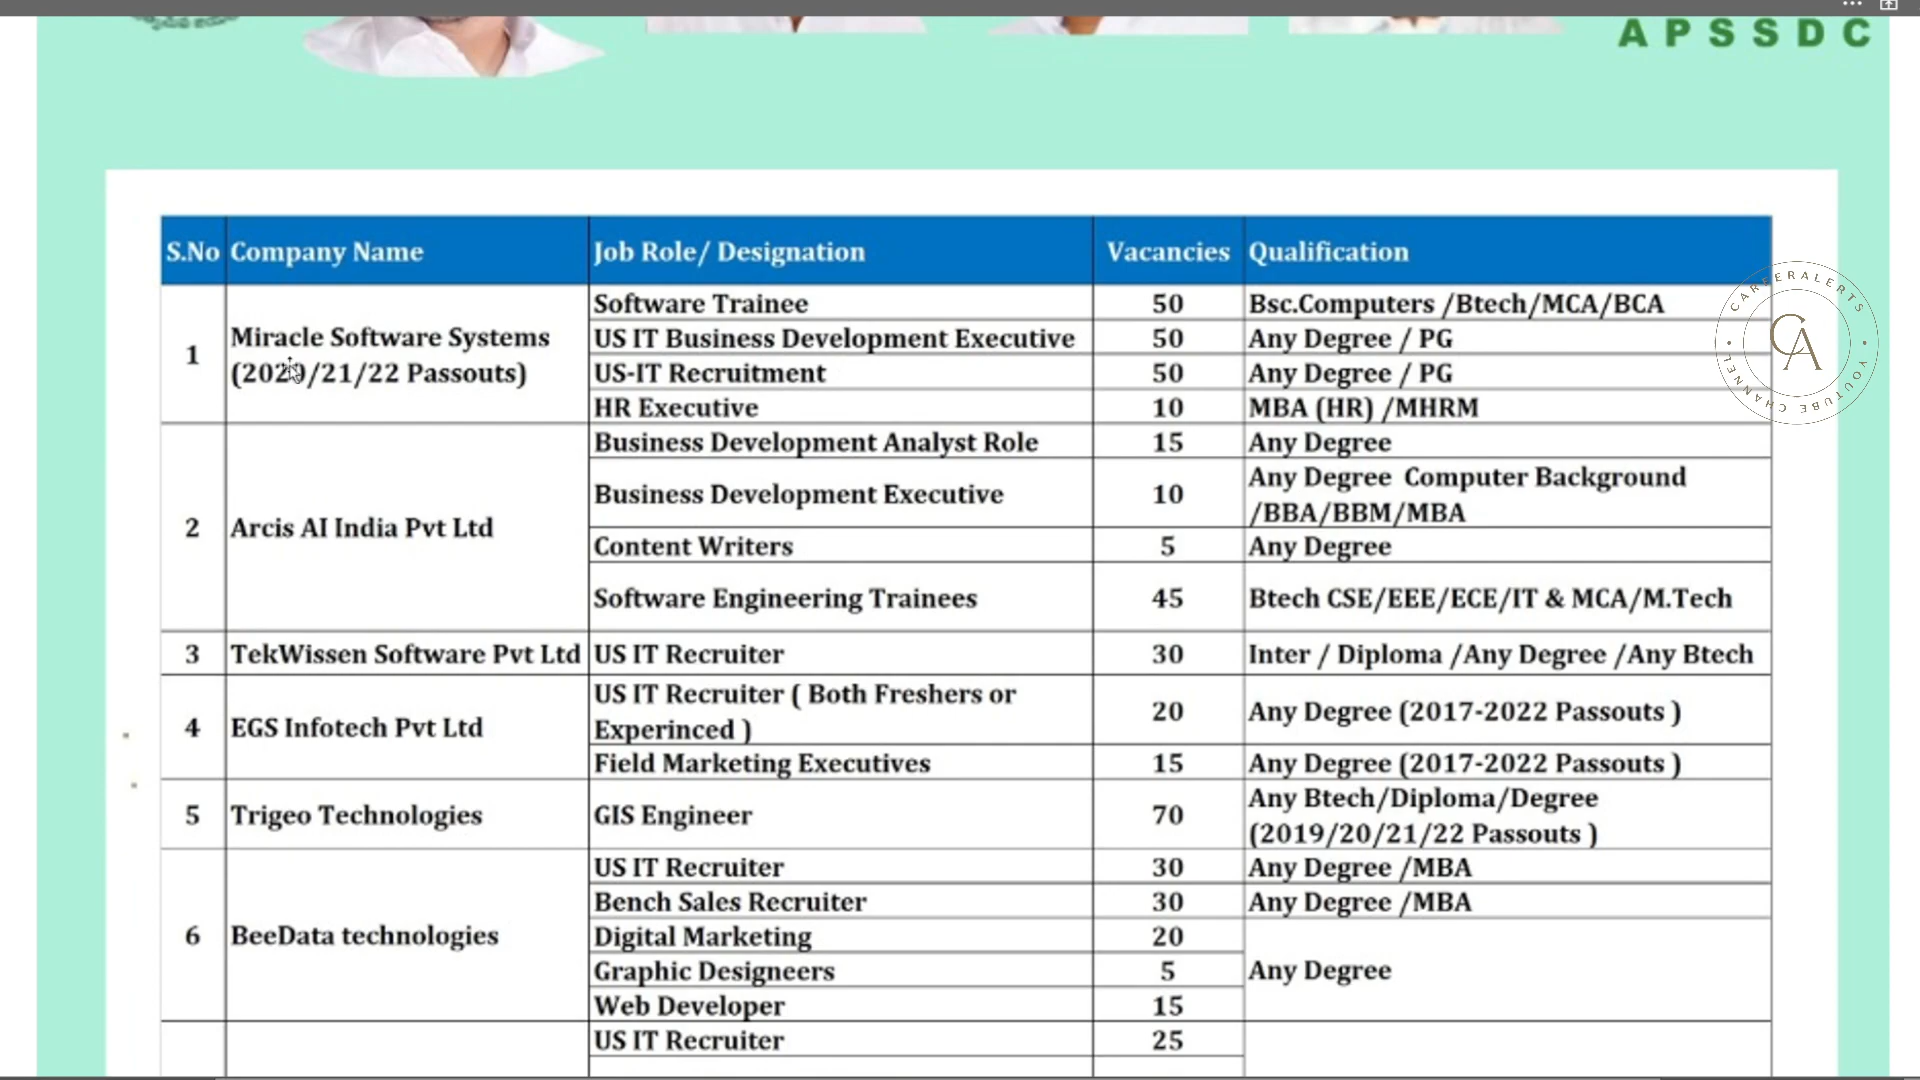 APSSDC
S.No Company Name Job Role/ Designation Vacancies Qualification
1 Miracle Software Systems (2020/21/22 Passouts)
Software Trainee 50 Bsc.Computers /Btech/MCA/BCA
US IT Business Development Executive 50 Any Degree / PG
US-IT Recruitment 50 Any Degree / PG
HR Executive 10 MBA (HR) /MHRM
2 Arcis AI India Pvt Ltd
Business Development Analyst Role 15 Any Degree
Business Development Executive 10 Any Degree Computer Background
/BBA/BBM/MBA
Content Writers 5 Any Degree
Software Engineering Trainees 45 Btech CSE/EEE/ECE/IT & MCA/M.Tech
3 TekWissen Software Pvt Ltd US IT Recruiter 30 Inter / Diploma /Any Degree /Any Btech
4 EGS Infotech Pvt Ltd
US IT Recruiter ( Both Freshers or
Experinced ) 20 Any Degree (2017-2022 Passouts )
Field Marketing Executives 15 Any Degree (2017-2022 Passouts )
5 Trigeo Technologies GIS Engineer 70 Any Btech/Diploma/Degree
(2019/20/21/22 Passouts )
6 BeeData technologies
US IT Recruiter 30 Any Degree /MBA
Bench Sales Recruiter 30 Any Degree /MBA
Digital Marketing 20
Graphic Designeers 5 Any Degree
Web Developer 15
US IT Recruiter 25
CAREERALERTS
CA
YOUTUBE CHANNEL